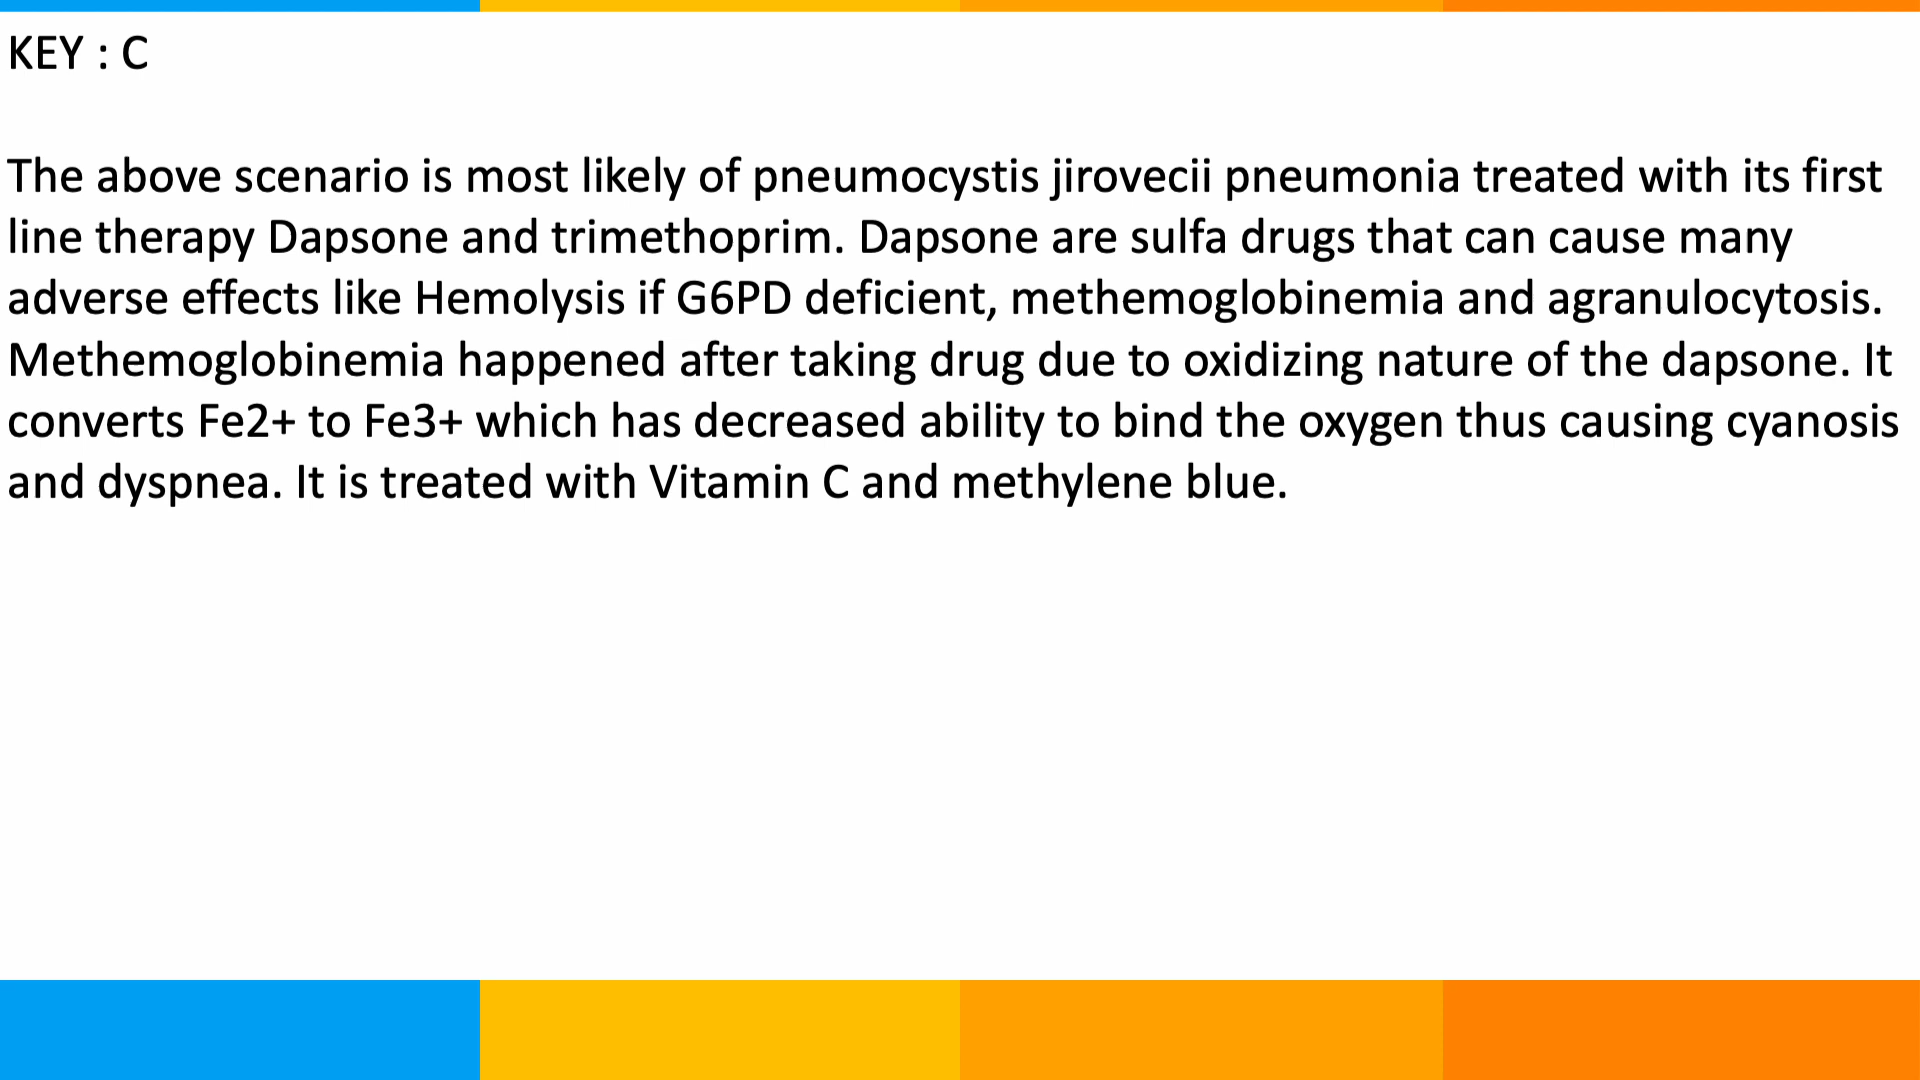 KEY : C
The above scenario is most likely of pneumocystis jirovecii pneumonia treated with its first
line therapy Dapsone and trimethoprim. Dapsone are sulfa drugs that can cause many
adverse effects like Hemolysis if G6PD deficient, methemoglobinemia and agranulocytosis.
Methemoglobinemia happened after taking drug due to oxidizing nature of the dapsone. It
converts Fe2+ to Fe3+ which has decreased ability to bind the oxygen thus causing cyanosis
and dyspnea. It is treated with Vitamin C and methylene blue.